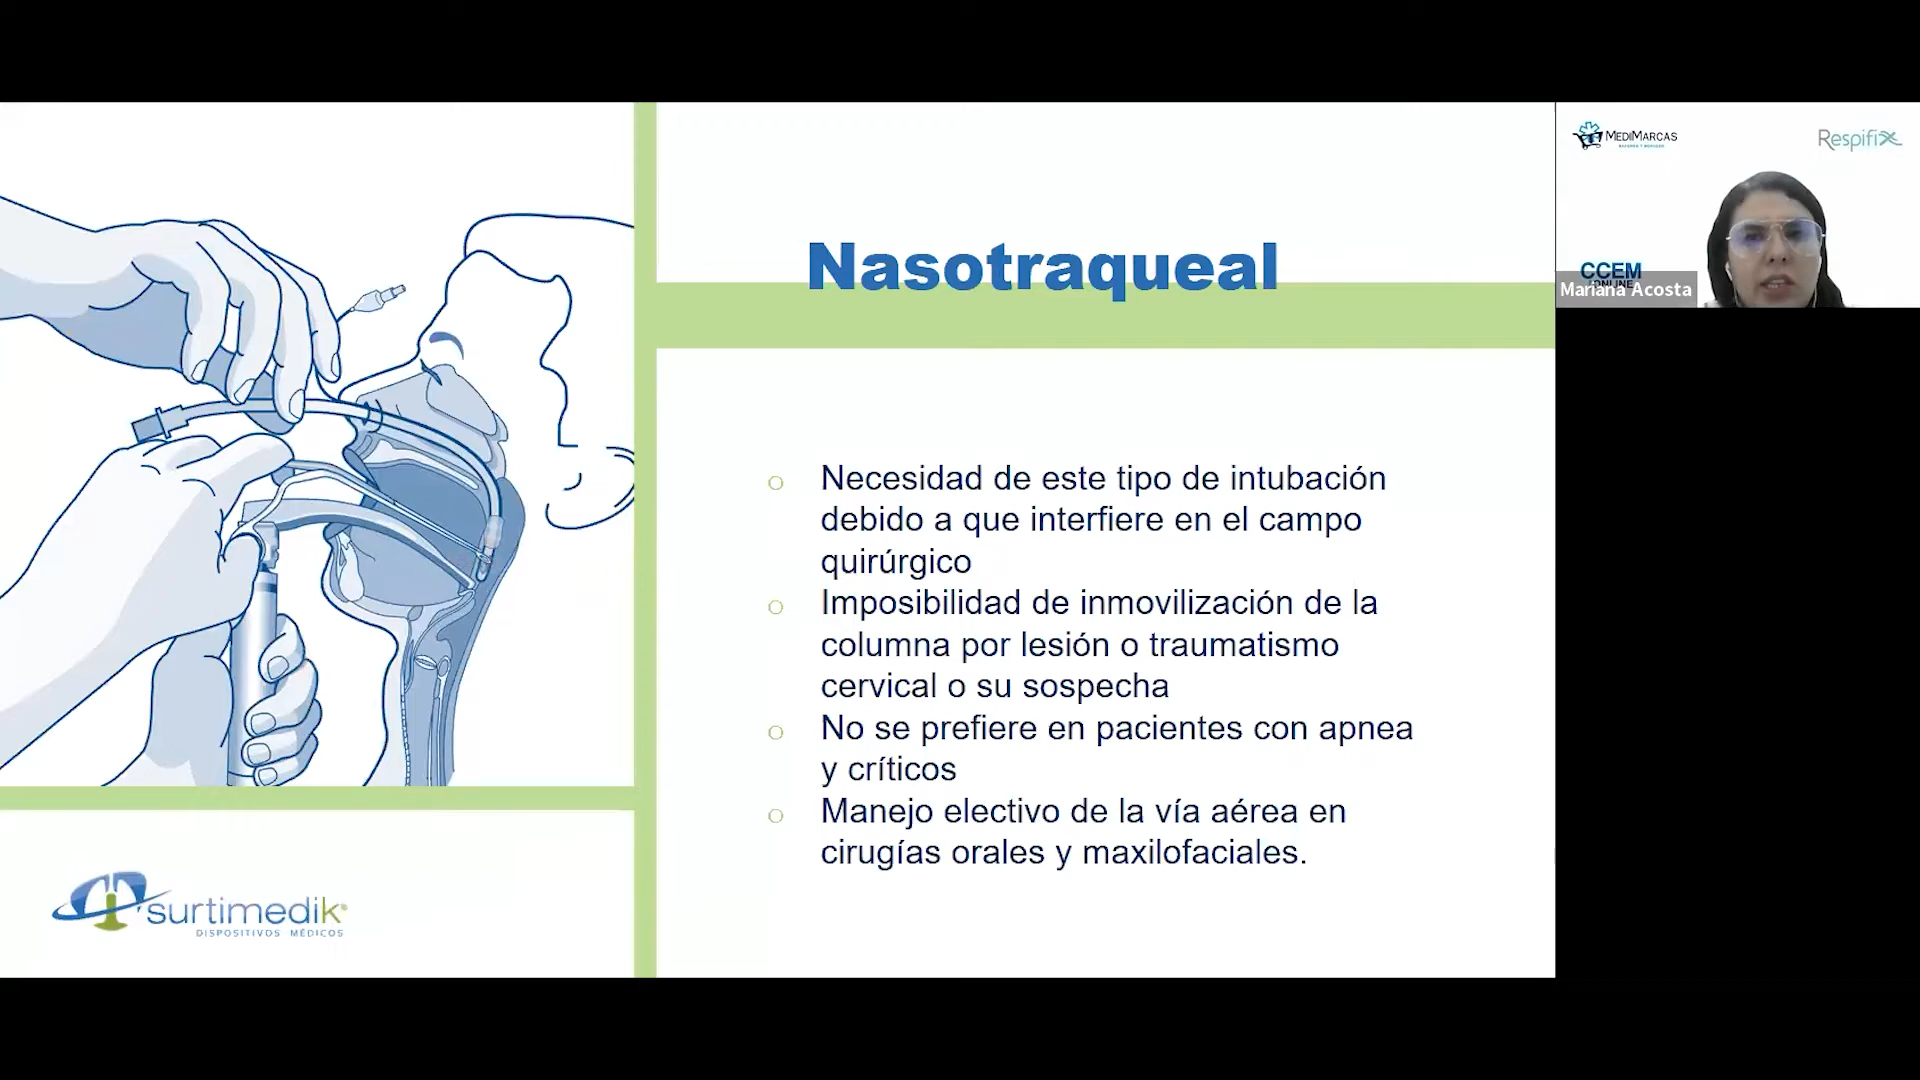 Nasotraqueal
Necesidad de este tipo de intubación
debido a que interfiere en el campo
quirúrgico
Imposibilidad de inmovilización de la
columna por lesión o traumatismo
cervical o su sospecha
No se prefiere en pacientes con apnea
y críticos
Manejo electivo de la vía aérea en
cirugías orales y maxilofaciales.
surtimedik
DISPOSITIVOS MÉDICOS
MEDIMARCAS
Respifix
CCEM
ONLINE
Mariana Acosta